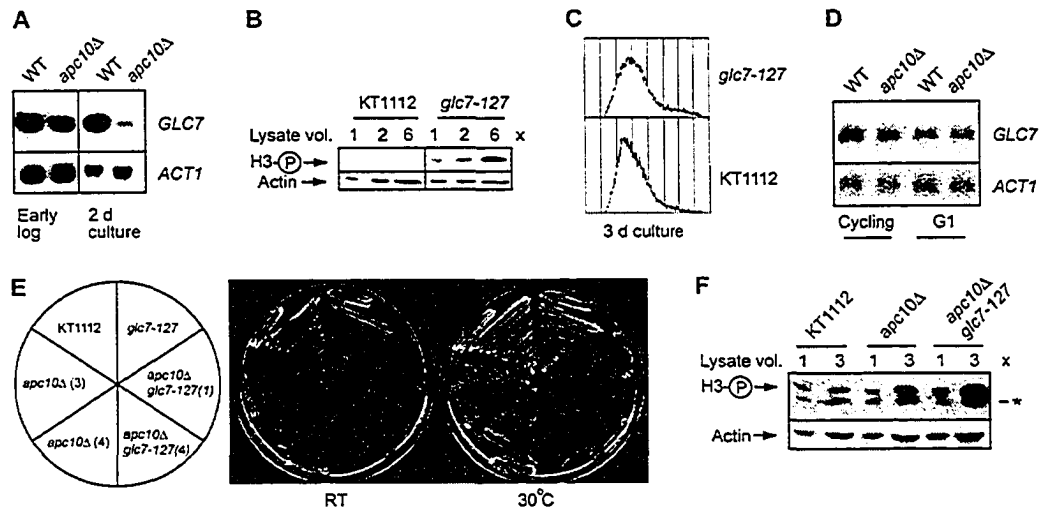 A
WT
apc10Δ
WT
apc10Δ
GLC7
ACT1
Early log
2 d culture
B
KT1112
glc7-127
Lysate vol. 1 2 6 1 2 6 x
H3-P
Actin
C
glc7-127
KT1112
3 d culture
D
WT
apc10Δ
WT
apc10Δ
GLC7
ACT1
Cycling
G1
E
KT1112
glc7-127
apc10Δ (3)
apc10Δ
glc7-127(1)
apc10Δ (4)
apc10Δ
glc7-127(4)
RT
30°C
F
KT1112
apc10Δ
apc10Δ
glc7-127
Lysate vol. 1 3 1 3 1 3 x
H3-P
-*
Actin